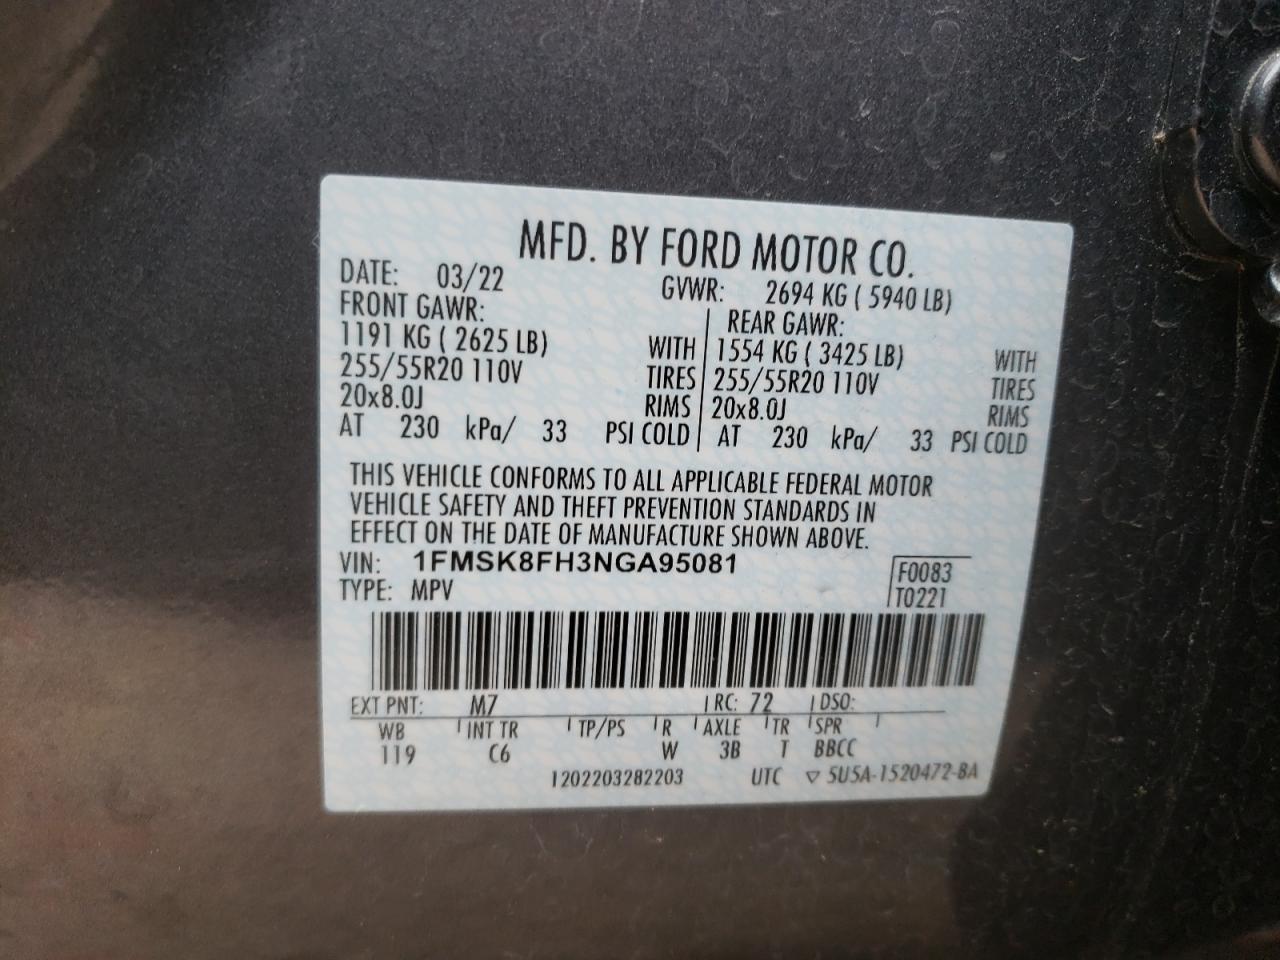 MFD. BY FORD MOTOR CO.
DATE: 03/22 GVWR: 2694 KG ( 5940 LB)
FRONT GAWR: REAR GAWR:
1191 KG ( 2625 LB) WITH 1554 KG ( 3425 LB) WITH
255/55R20 110V TIRES 255/55R20 110V TIRES
20x8.0J RIMS 20x8.0J RIMS
AT 230 kPa/ 33 PSI COLD AT 230 kPa/ 33 PSI COLD
THIS VEHICLE CONFORMS TO ALL APPLICABLE FEDERAL MOTOR
VEHICLE SAFETY AND THEFT PREVENTION STANDARDS IN
EFFECT ON THE DATE OF MANUFACTURE SHOWN ABOVE.
VIN: 1FMSK8FH3NGA95081 F0083
TYPE: MPV T0221
EXT PNT: M7 RC: 72 DSO:
WB INT TR TP/PS R AXLE TR SPR
119 C6 W 3B T BBCC
1202203282203 UTC ▽ 5U5A-1520472-BA